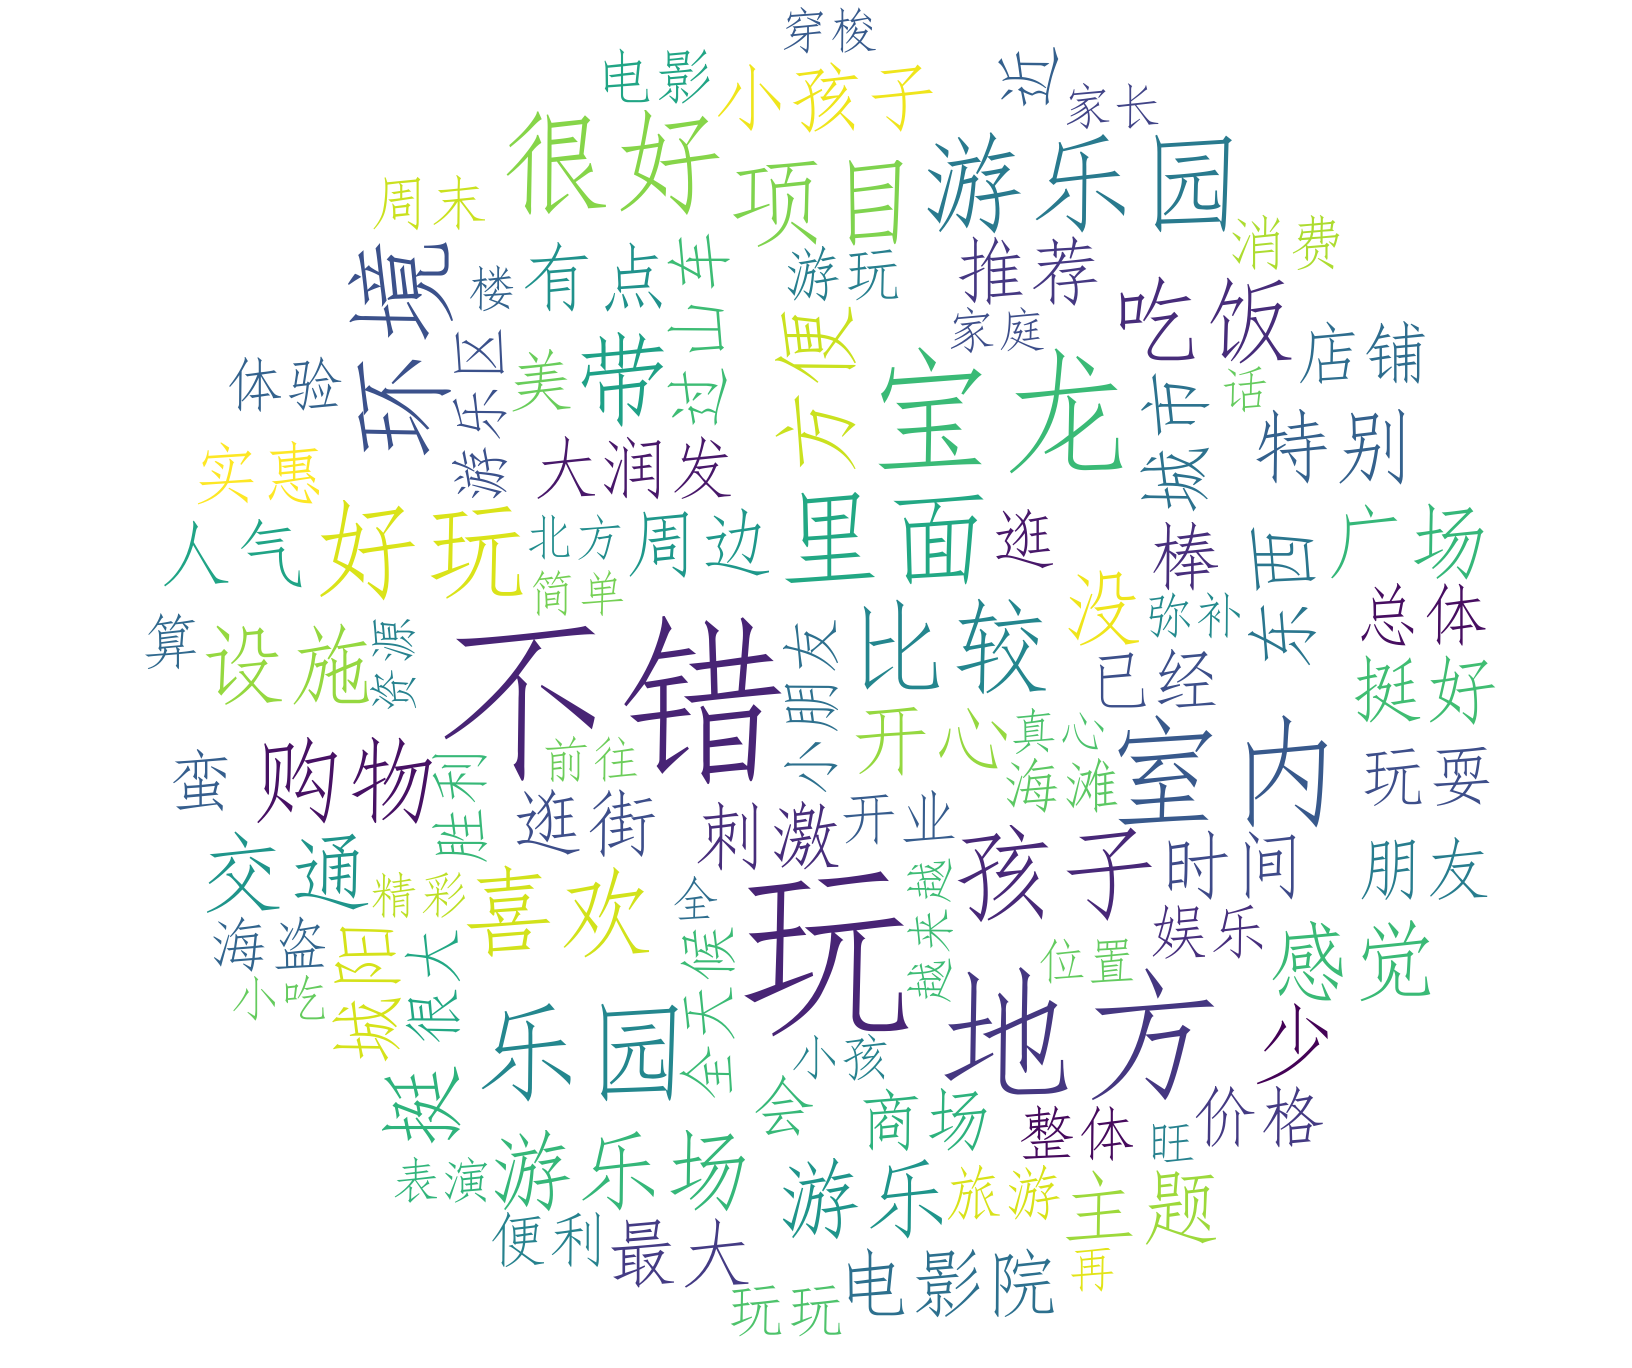 穿梭
电影
小孩子
近
家长
很好
项目
游乐园
周末
消费
环境
楼
有点
过山车
游玩
推荐
吃饭
家庭
方便
店铺
体验
游乐区
美
带
宝龙
城市
话
特别
实惠
大润发
人气
好玩
北方
周边
里面
逛
棒
东西
广场
简单
没
弥补
总体
算
设施
资源
不错
小朋友
比较
已经
挺好
开心
真心
室内
蛮
购物
胜利
前往
海滩
玩耍
逛街
刺激
开业
孩子
时间
朋友
交通
精彩
喜欢
全
玩
越来越
娱乐
感觉
海盗
城阳
很大
全天候
位置
小吃
乐园
地方
少
小孩
挺
会
商场
整体
旺
价格
表演
游乐场
游乐
旅游
主题
便利
最大
电影院
再
玩玩